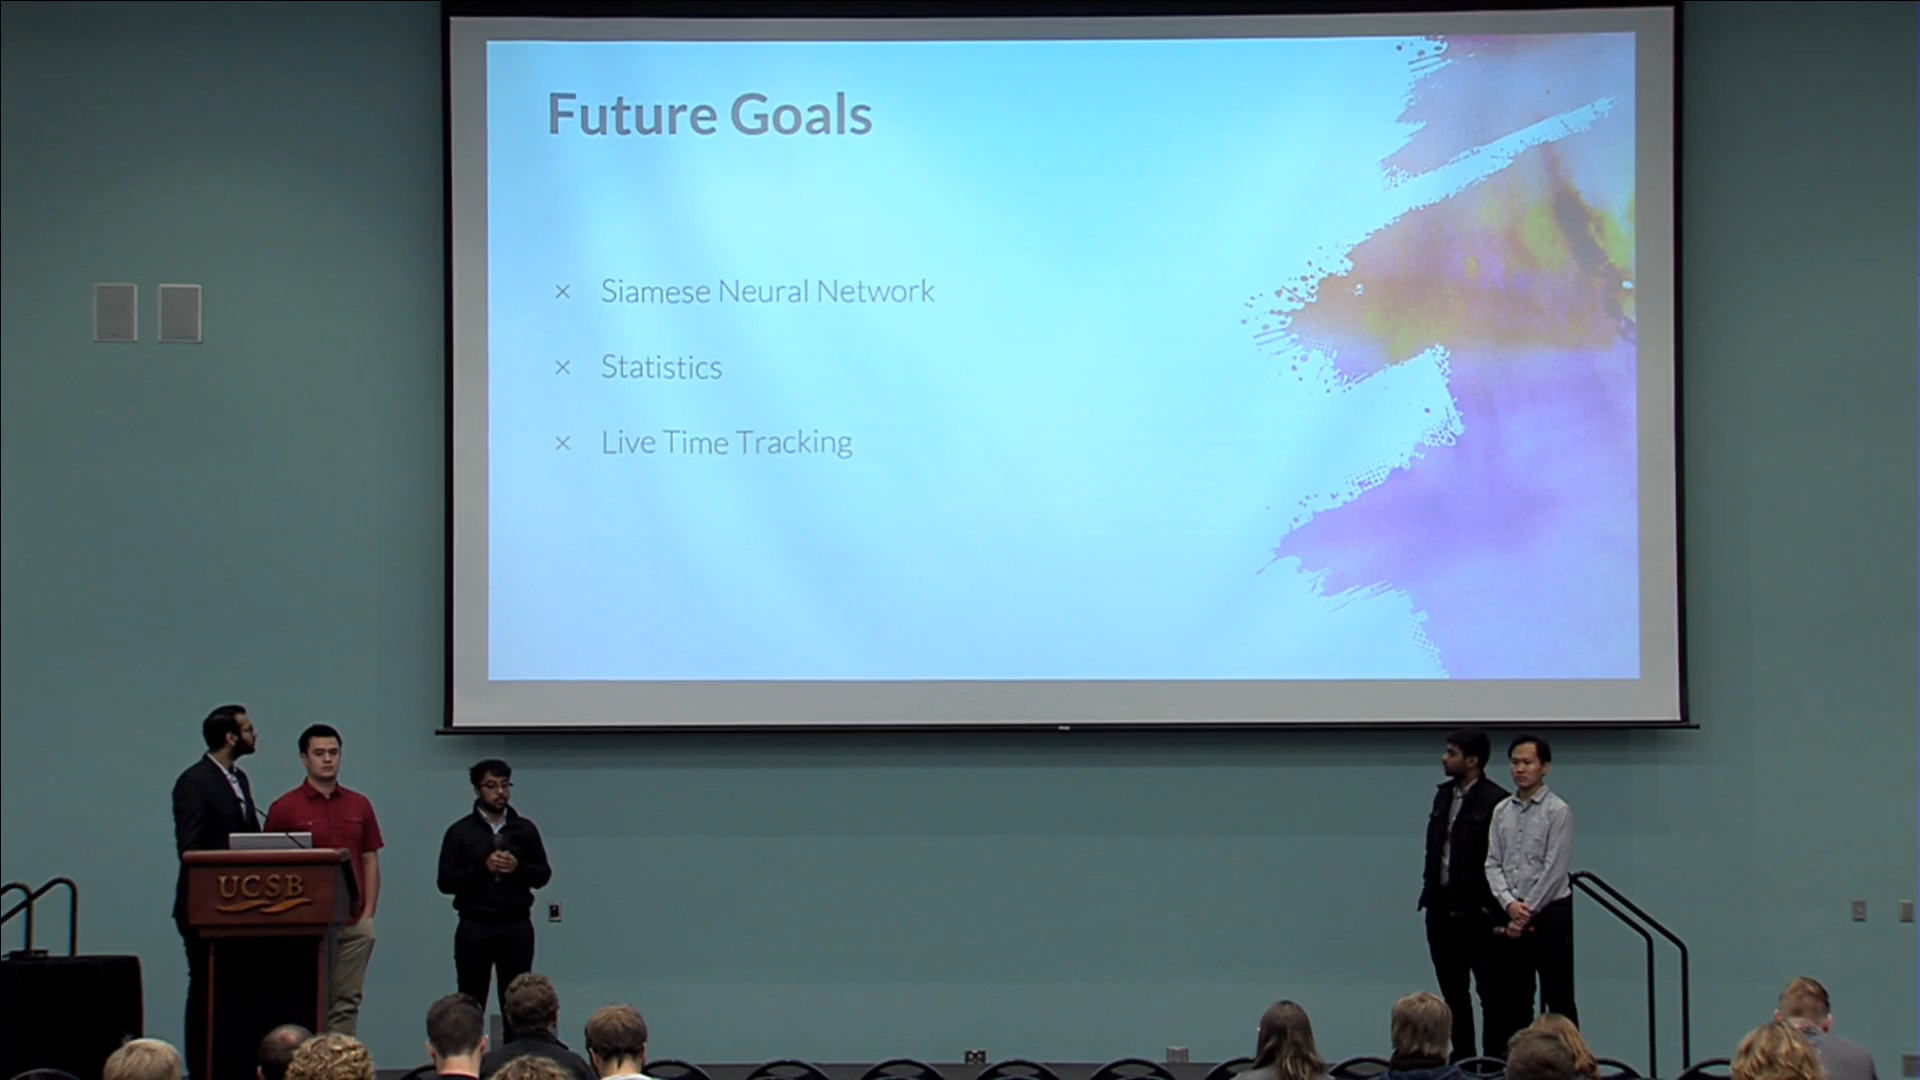 Future Goals
× Siamese Neural Network
× Statistics
× Live Time Tracking
UCSB